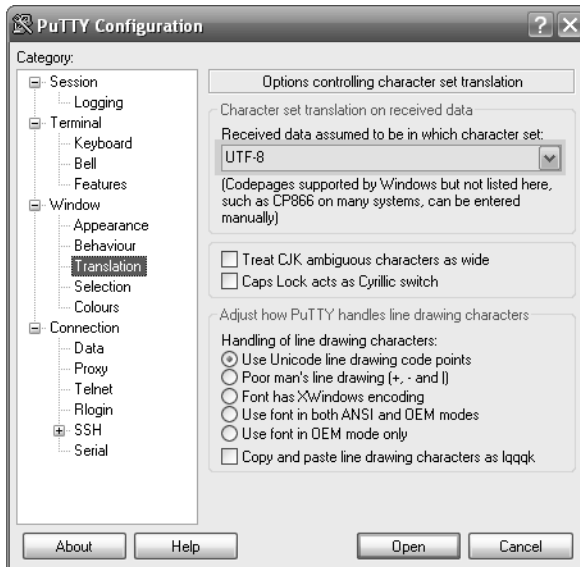 PuTTY Configuration
Category:
Session
Logging
Terminal
Keyboard
Bell
Features
Window
Appearance
Behaviour
Translation
Selection
Colours
Connection
Data
Proxy
Telnet
Rlogin
SSH
Serial
Options controlling character set translation
Character set translation on received data
Received data assumed to be in which character set:
UTF-8
(Codepages supported by Windows but not listed here,
such as CP866 on many systems, can be entered
manually)
Treat CJK ambiguous characters as wide
Caps Lock acts as Cyrillic switch
Adjust how PuTTY handles line drawing characters
Handling of line drawing characters:
Use Unicode line drawing code points
Poor man's line drawing (+, - and |)
Font has XWindows encoding
Use font in both ANSI and OEM modes
Use font in OEM mode only
Copy and paste line drawing characters as lqqqk
About
Help
Open
Cancel